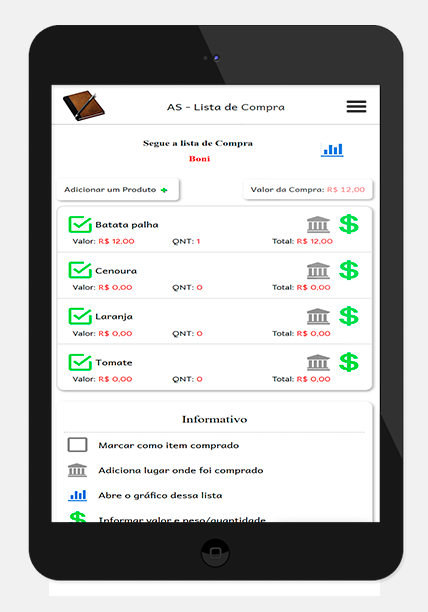 AS - Lista de Compra
Segue a lista de Compra
Boni
Adicionar um Produto
Valor da Compra: R$ 12,00
Batata palha
Valor: R$ 12,00 QNT: 1 Total: R$ 12,00
Cenoura
Valor: R$ 0,00 QNT: 0 Total: R$ 0,00
Laranja
Valor: R$ 0,00 QNT: 0 Total: R$ 0,00
Tomate
Valor: R$ 0,00 QNT: 0 Total: R$ 0,00
Informativo
Marcar como item comprado
Adiciona lugar onde foi comprado
Abre o gráfico dessa lista
Informar valor e peso/quantidade